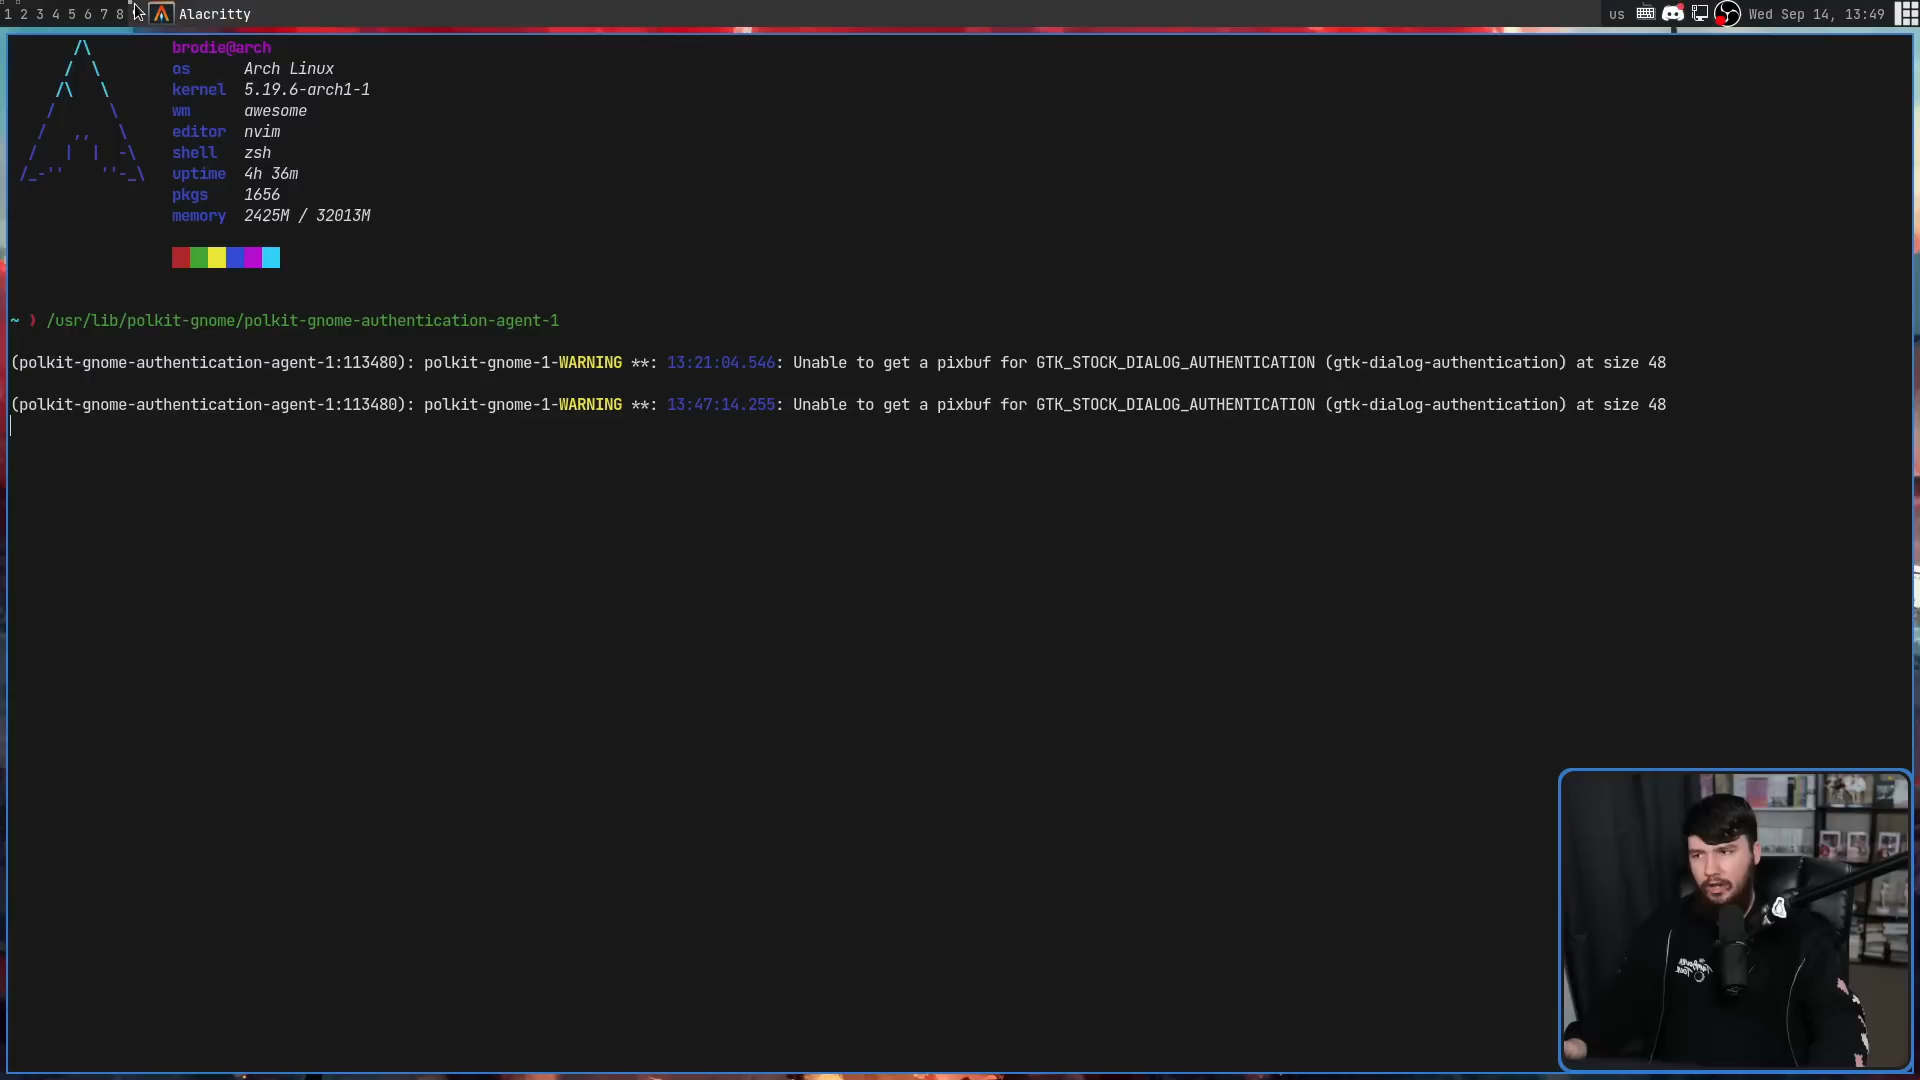 1 2 3 4 5 6 7 8 Alacritty us Wed Sep 14, 13:49
brodie@arch
os Arch Linux
kernel 5.19.6-arch1-1
wm awesome
editor nvim
shell zsh
uptime 4h 36m
pkgs 1656
memory 2425M / 32013M
~ ❯ /usr/lib/polkit-gnome/polkit-gnome-authentication-agent-1
(polkit-gnome-authentication-agent-1:113480): polkit-gnome-1-WARNING **: 13:21:04.546: Unable to get a pixbuf for GTK_STOCK_DIALOG_AUTHENTICATION (gtk-dialog-authentication) at size 48
(polkit-gnome-authentication-agent-1:113480): polkit-gnome-1-WARNING **: 13:47:14.255: Unable to get a pixbuf for GTK_STOCK_DIALOG_AUTHENTICATION (gtk-dialog-authentication) at size 48